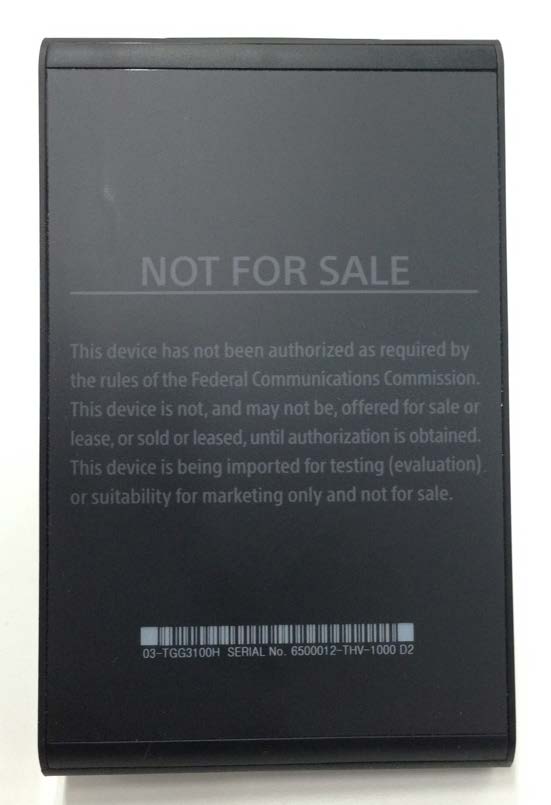 NOT FOR SALE
This device has not been authorized as required by
the rules of the Federal Communications Commission.
This device is not, and may not be, offered for sale or
lease, or sold or leased, until authorization is obtained.
This device is being imported for testing (evaluation)
or suitability for marketing only and not for sale.
03-TGG3100H SERIAL No. 6500012-THV-1000 D2